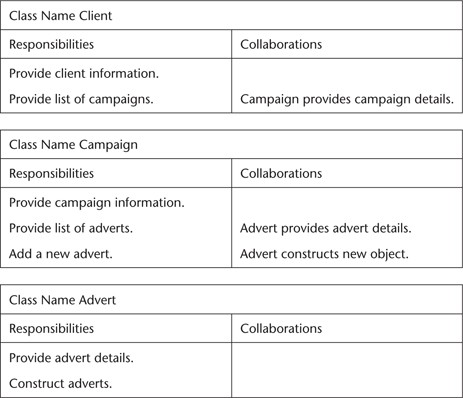 Class Name Client
Responsibilities Collaborations
Provide client information.
Provide list of campaigns. Campaign provides campaign details.
Class Name Campaign
Responsibilities Collaborations
Provide campaign information.
Provide list of adverts. Advert provides advert details.
Add a new advert. Advert constructs new object.
Class Name Advert
Responsibilities Collaborations
Provide advert details.
Construct adverts.